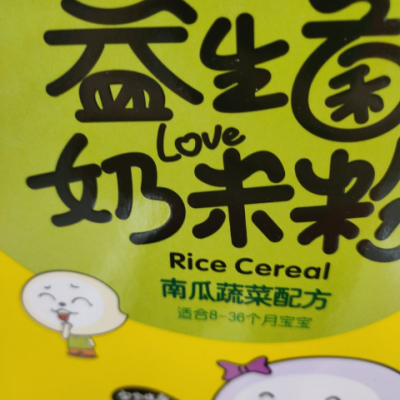 益生菌
Love
奶米粉
Rice Cereal
南瓜蔬菜配方
适合8-36个月宝宝